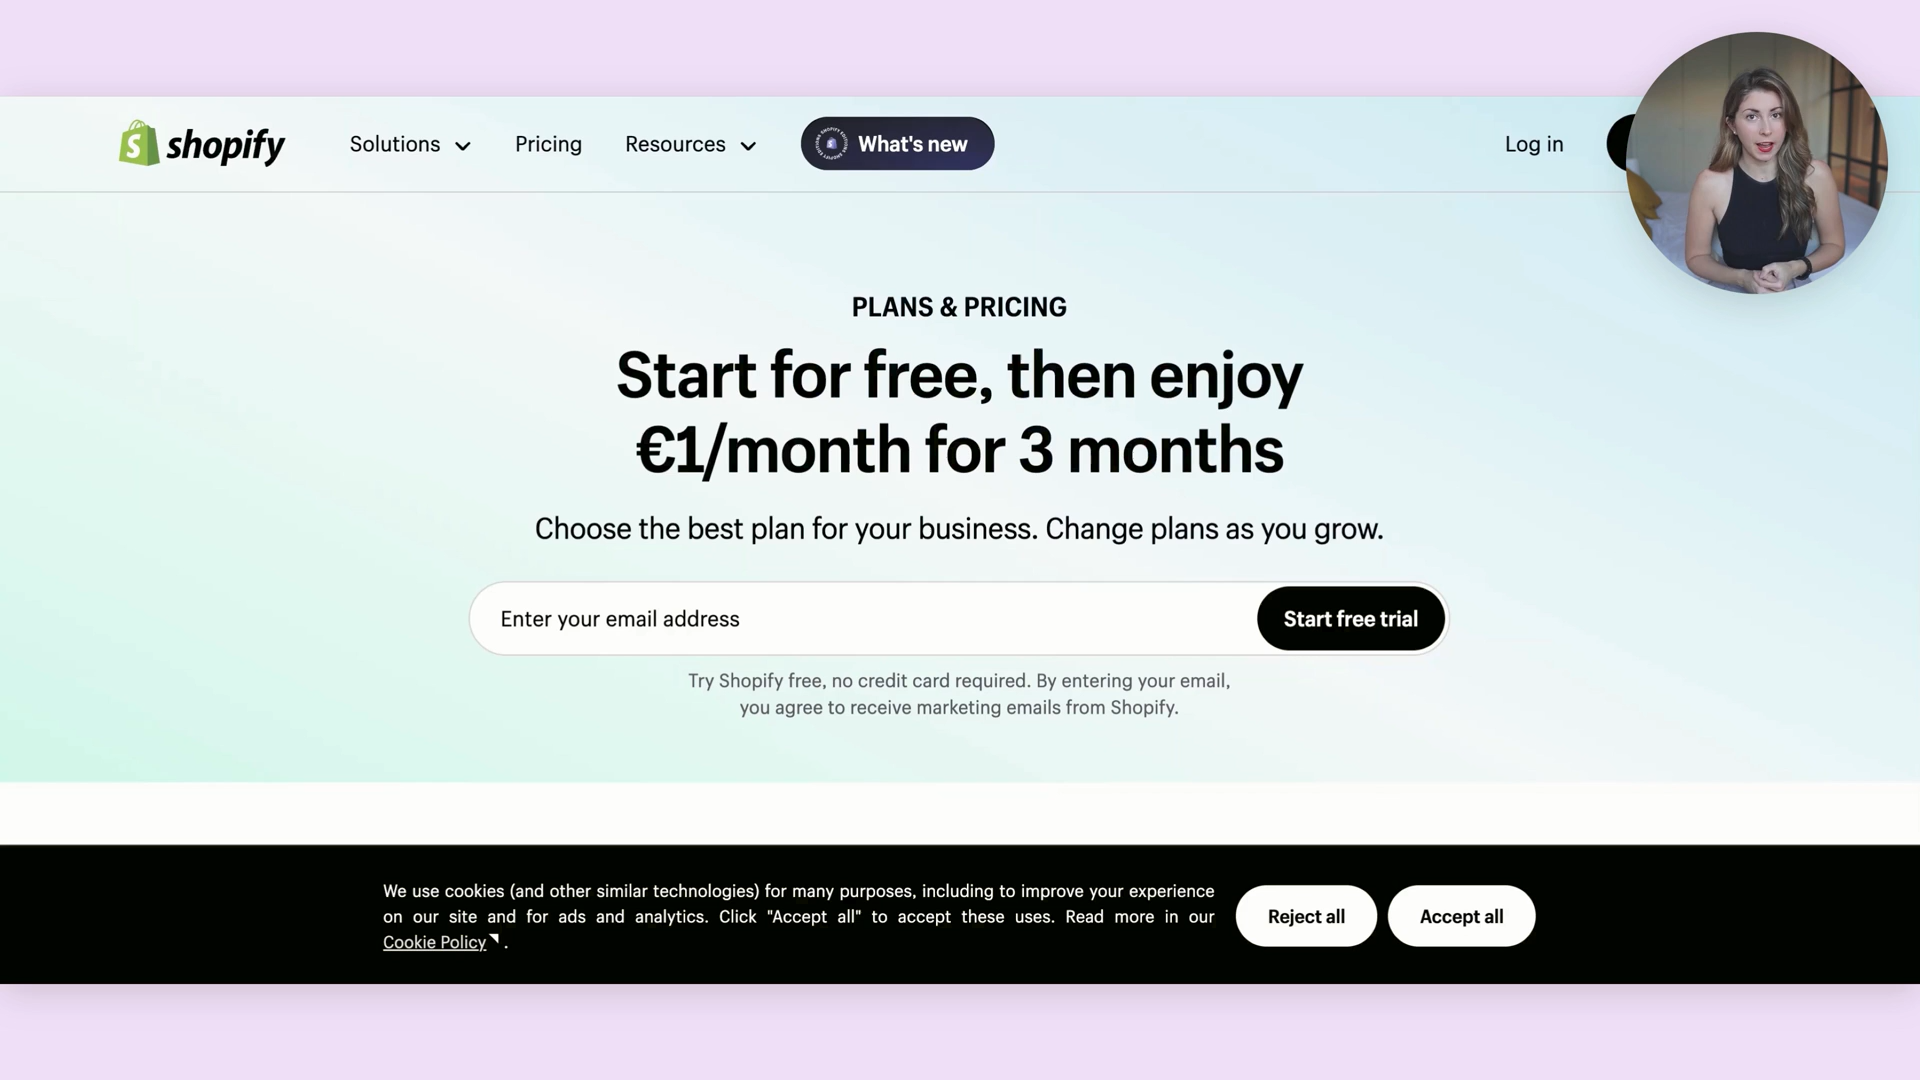 shopify
Solutions
Pricing
Resources
What's new
Log in
PLANS & PRICING
Start for free, then enjoy
€1/month for 3 months
Choose the best plan for your business. Change plans as you grow.
Enter your email address
Start free trial
Try Shopify free, no credit card required. By entering your email,
you agree to receive marketing emails from Shopify.
We use cookies (and other similar technologies) for many purposes, including to improve your experience
on our site and for ads and analytics. Click "Accept all" to accept these uses. Read more in our
Cookie Policy .
Reject all
Accept all